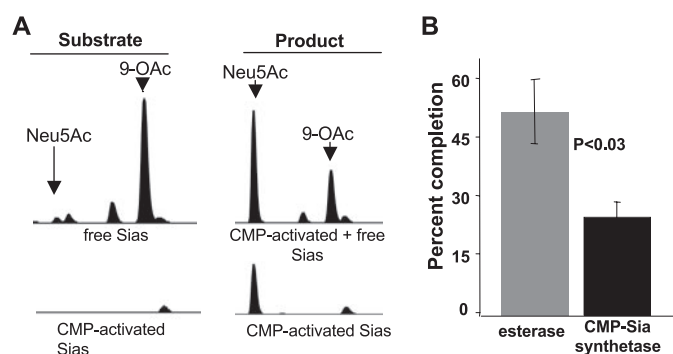 A
Substrate
Product
9-OAc
Neu5Ac
Neu5Ac
9-OAc
free Sias
CMP-activated + free
Sias
CMP-activated
Sias
CMP-activated Sias
B
Percent completion
60
45
30
15
0
P<0.03
esterase
CMP-Sia
synthetase